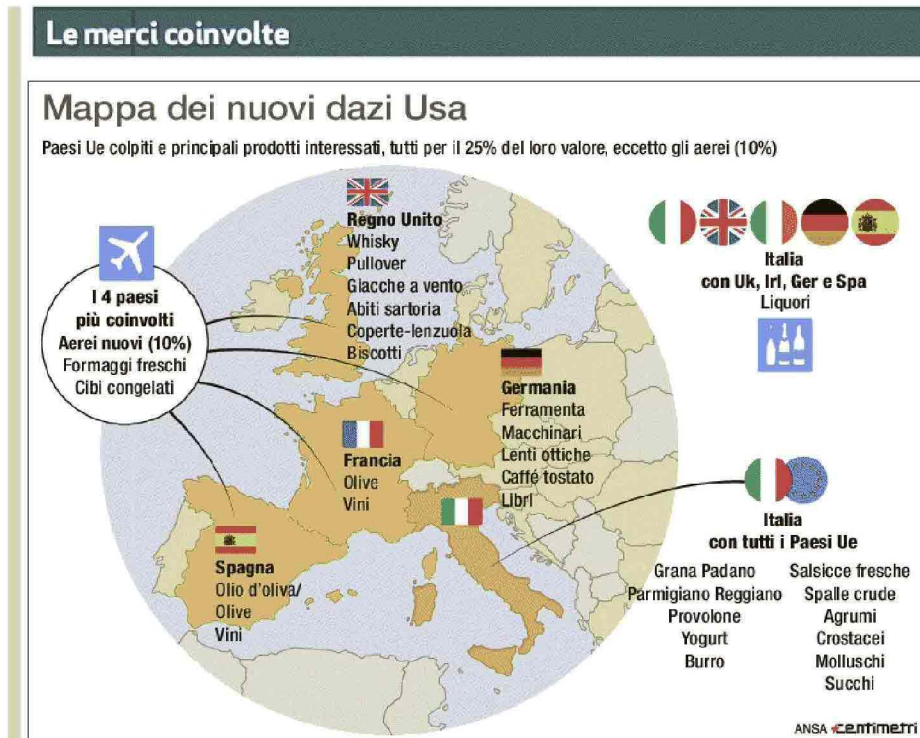 Le merci coinvolte
Mappa dei nuovi dazi Usa
Paesi Ue colpiti e principali prodotti interessati, tutti per il 25% del loro valore, eccetto gli aerei (10%)
I 4 paesi
più coinvolti
Aerei nuovi (10%)
Formaggi freschi
Cibi congelati
Regno Unito
Whisky
Pullover
Giacche a vento
Abiti sartoria
Coperte-lenzuola
Biscotti
Germania
Ferramenta
Macchinari
Lenti ottiche
Caffé tostato
Libri
Francia
Olive
Vini
Spagna
Olio d'oliva/
Olive
Vini
Italia
con Uk, Irl, Ger e Spa
Liquori
Italia
con tutti i Paesi Ue
Grana Padano
Parmigiano Reggiano
Provolone
Yogurt
Burro
Salsicce fresche
Spalle crude
Agrumi
Crostacei
Molluschi
Succhi
ANSA centimetri